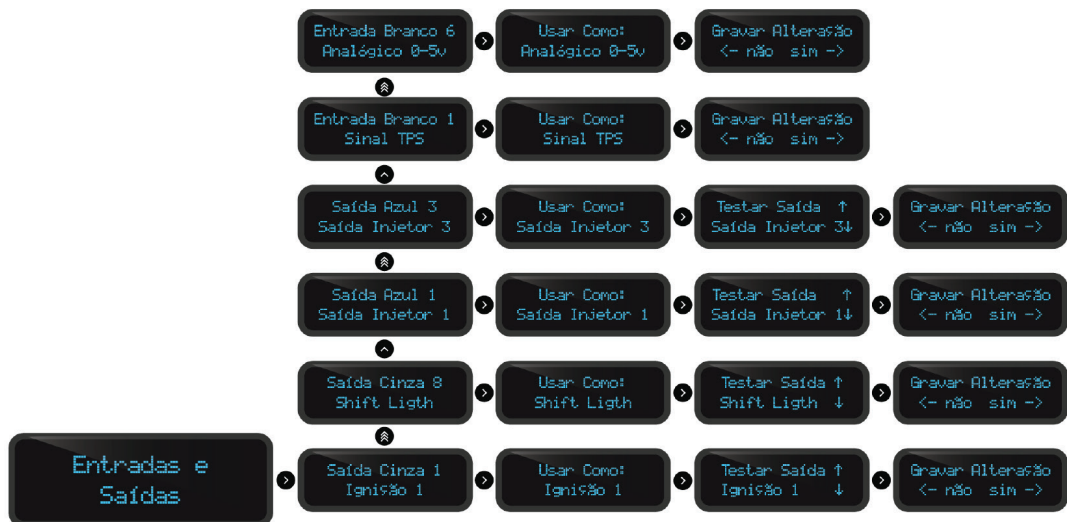 Entrada Branco 6
Analógico 0-5v
Usar Como:
Analógico 0-5v
Gravar Alteração
<- não sim ->
Entrada Branco 1
Sinal TPS
Usar Como:
Sinal TPS
Gravar Alteração
<- não sim ->
Saída Azul 3
Saída Injetor 3
Usar Como:
Saída Injetor 3
Testar Saída ↑
Saída Injetor 3↓
Gravar Alteração
<- não sim ->
Saída Azul 1
Saída Injetor 1
Usar Como:
Saída Injetor 1
Testar Saída ↑
Saída Injetor 1↓
Gravar Alteração
<- não sim ->
Saída Cinza 8
Shift Ligth
Usar Como:
Shift Ligth
Testar Saída ↑
Shift Ligth ↓
Gravar Alteração
<- não sim ->
Entradas e
Saídas
Saída Cinza 1
Ignição 1
Usar Como:
Ignição 1
Testar Saída ↑
Ignição 1 ↓
Gravar Alteração
<- não sim ->